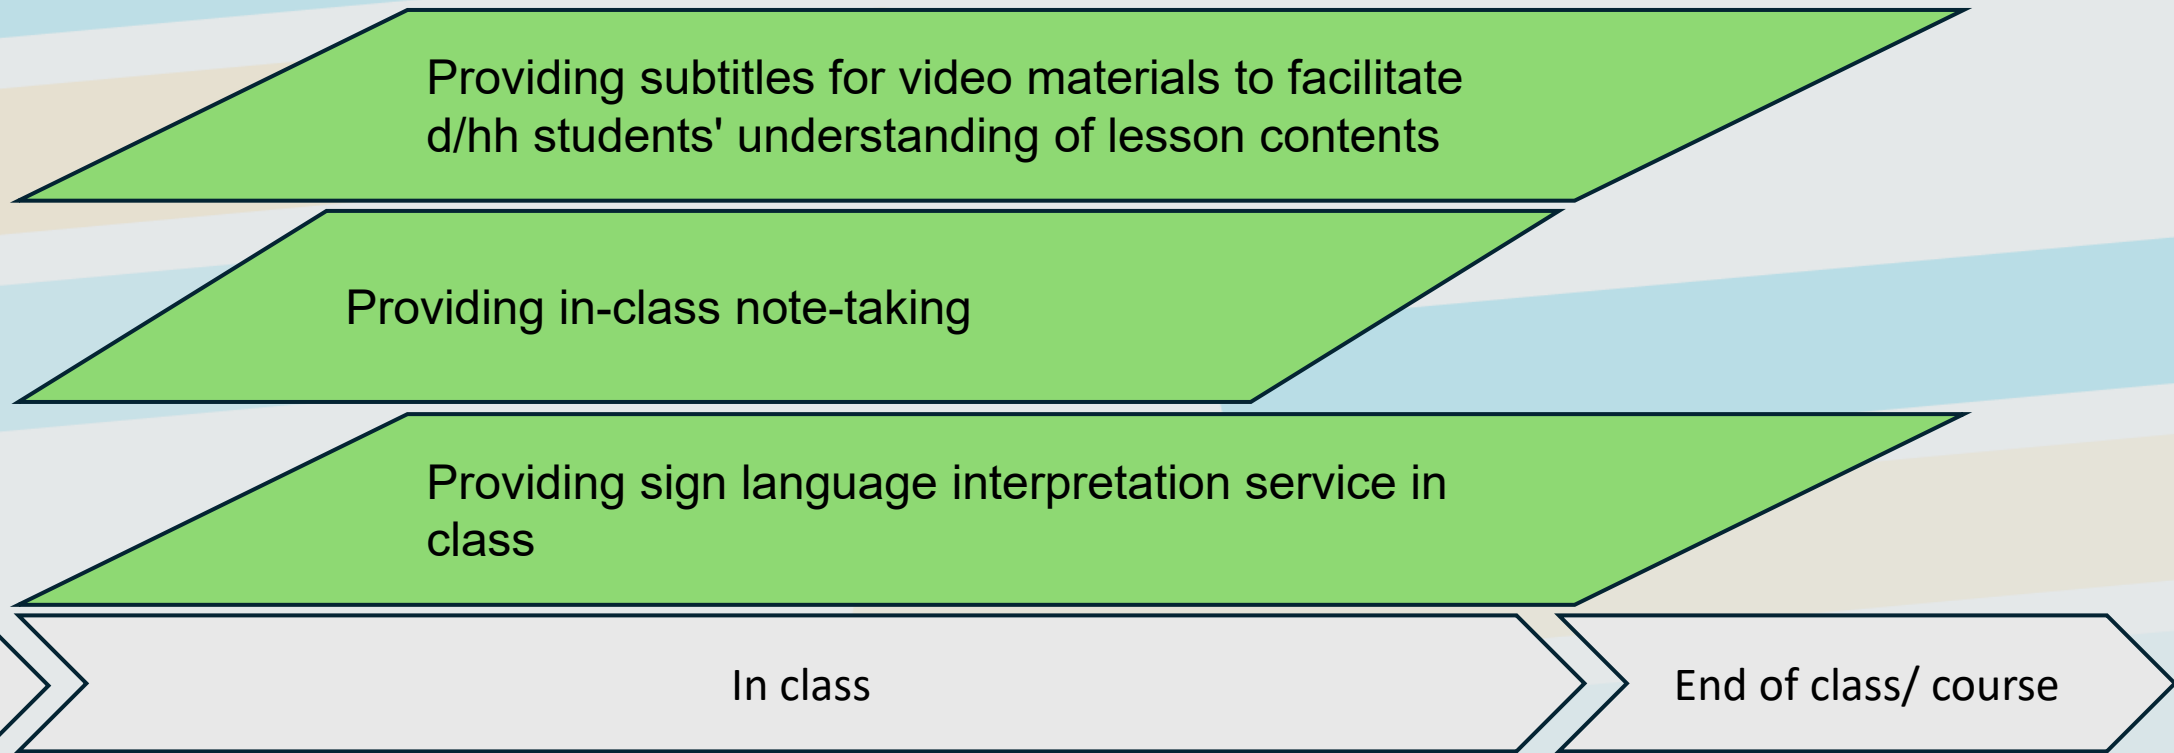 Providing subtitles for video materials to facilitate
d/hh students' understanding of lesson contents
Providing in-class note-taking
Providing sign language interpretation service in
class
In class
End of class/ course